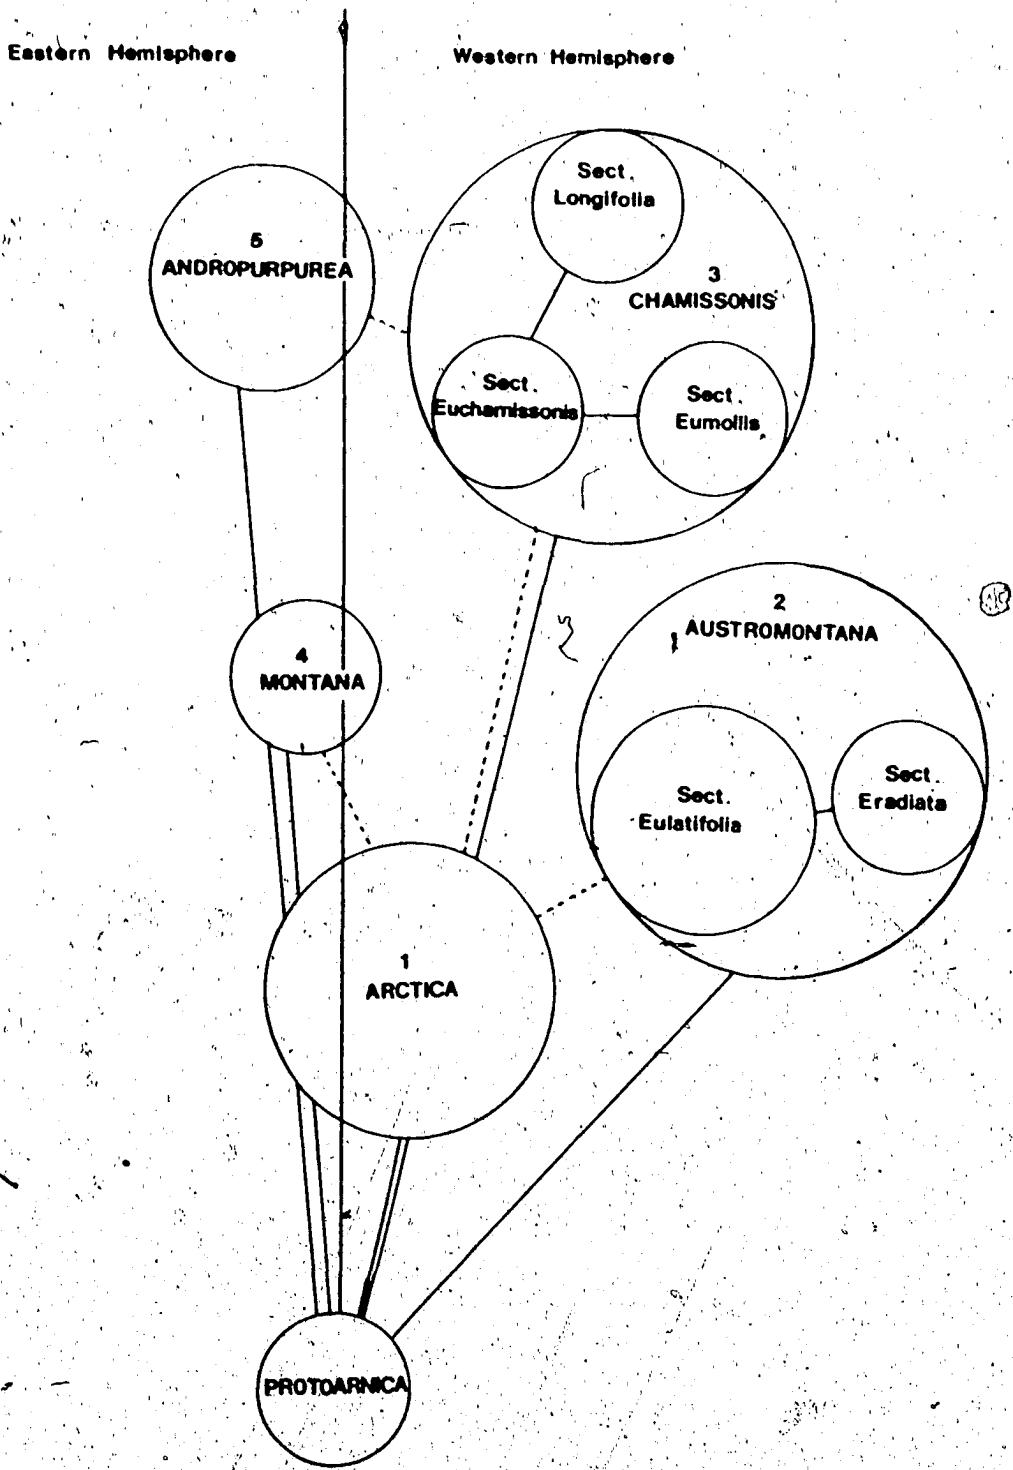 Eastern Hemisphere
Western Hemisphere
Sect.
Longifolia
5
ANDROPURPUREA
3
CHAMISSONIS
Sect.
Euchamissonis
Sect.
Eumollis
2
AUSTROMONTANA
4
MONTANA
Sect.
Eulatifolia
Sect.
Eradiata
1
ARCTICA
PROTOARNICA